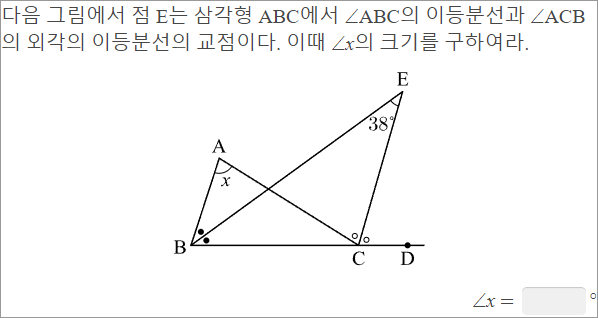 다음 그림에서 점 E는 삼각형 ABC에서 ∠ABC의 이등분선과 ∠ACB
의 외각의 이등분선의 교점이다. 이때 ∠x의 크기를 구하여라.
E
38°
A
x
B
C
D
∠x = °